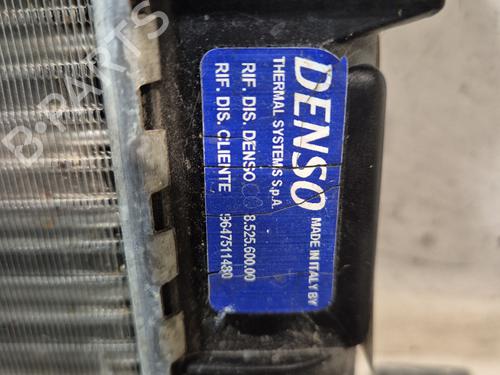 MADE IN ITALY BY
DENSO
THERMAL SYSTEMS S.p.A.
RIF. DIS. DENSO 8.525.600.00
RIF. DIS. CLIENTE 9647511480
B-PARTS